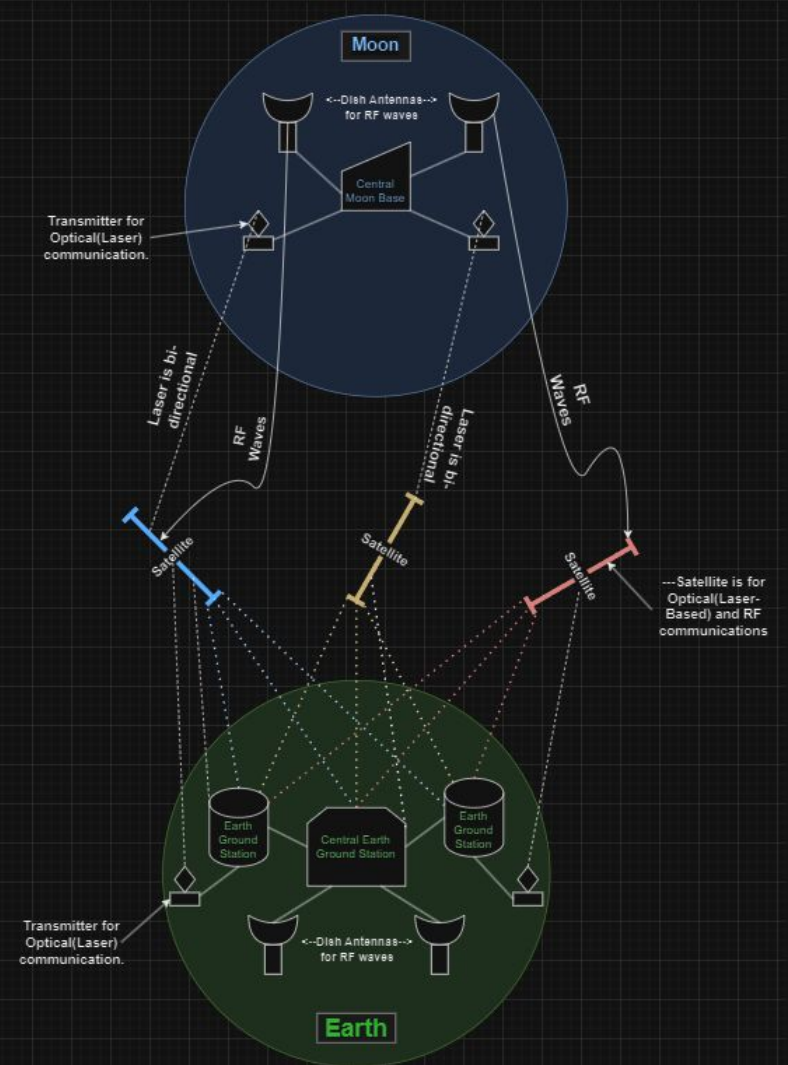 Moon
<--Dish Antennas-->
for RF waves
Central
Moon Base
Transmitter for
Optical(Laser)
communication.
Laser is bi-
directional
RF
Waves
Laser is bi-
directional
RF
Waves
Satellite
Satellite
Satellite
---Satellite is for
Optical(Laser-
Based) and RF
communications
Earth
Ground
Station
Central Earth
Ground Station
Earth
Ground
Station
Transmitter for
Optical(Laser)
communication.
<--Dish Antennas-->
for RF waves
Earth